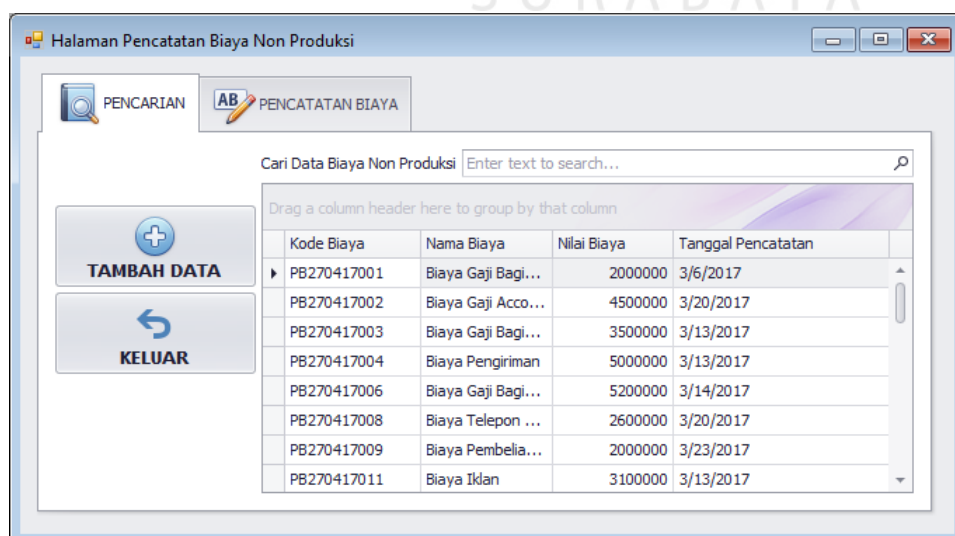 SURABAYA
Halaman Pencatatan Biaya Non Produksi
PENCARIAN
AB PENCATATAN BIAYA
Cari Data Biaya Non Produksi Enter text to search...
Drag a column header here to group by that column
Kode Biaya Nama Biaya Nilai Biaya Tanggal Pencatatan
PB270417001 Biaya Gaji Bagi... 2000000 3/6/2017
PB270417002 Biaya Gaji Acco... 4500000 3/20/2017
PB270417003 Biaya Gaji Bagi... 3500000 3/13/2017
PB270417004 Biaya Pengiriman 5000000 3/13/2017
PB270417006 Biaya Gaji Bagi... 5200000 3/14/2017
PB270417008 Biaya Telepon ... 2600000 3/20/2017
PB270417009 Biaya Pembelia... 2000000 3/23/2017
PB270417011 Biaya Iklan 3100000 3/13/2017
TAMBAH DATA
KELUAR